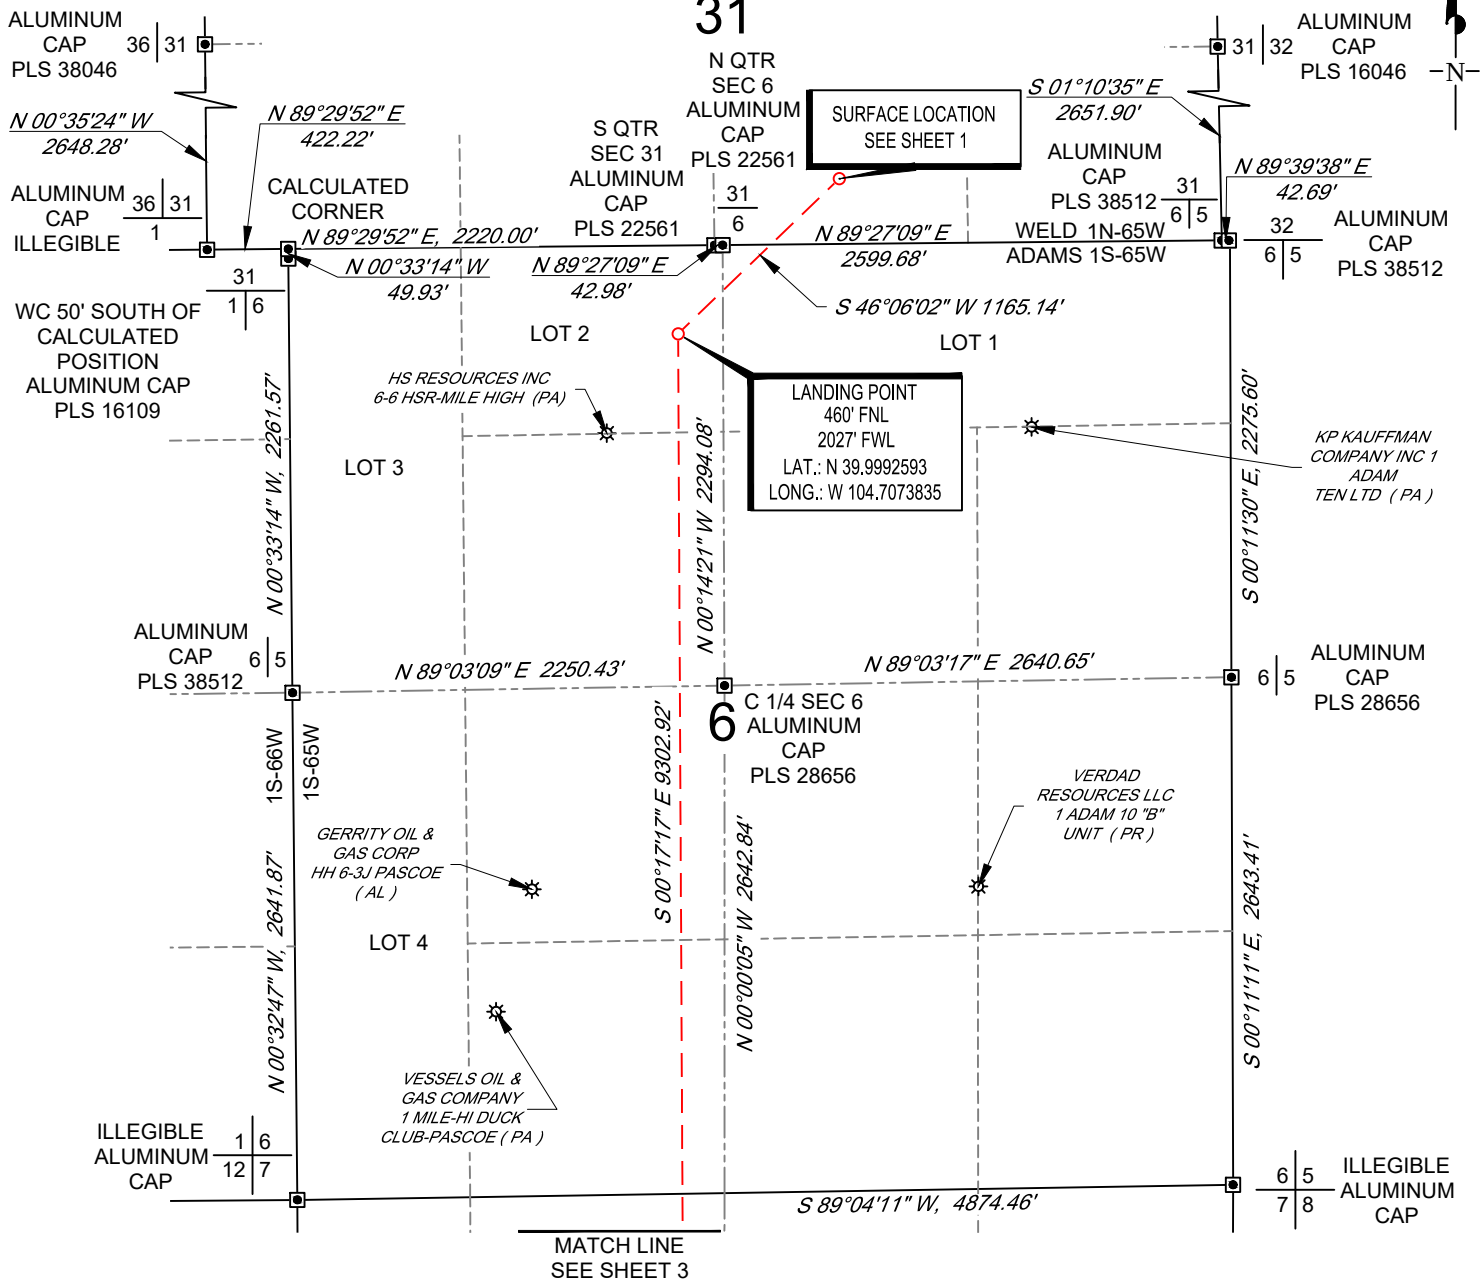 ALUMINUM
CAP
PLS 38046
36 31
31
N QTR
SEC 6
ALUMINUM
CAP
PLS 22561
SURFACE LOCATION
SEE SHEET 1
S 01°10'35" E
2651.90'
31 32
ALUMINUM
CAP
PLS 16046
N
N 00°35'24" W
2648.28'
N 89°29'52" E
422.22'
S QTR
SEC 31
ALUMINUM
CAP
PLS 22561
31
6
ALUMINUM
CAP
PLS 38512
31
6 5
N 89°39'38" E
42.69'
ALUMINUM
CAP
ILLEGIBLE
36 31
1
CALCULATED
CORNER
N 89°29'52" E, 2220.00'
N 89°27'09" E
2599.68'
WELD 1N-65W
ADAMS 1S-65W
32
6 5
ALUMINUM
CAP
PLS 38512
N 00°33'14" W
49.93'
N 89°27'09" E
42.98'
31
1 6
WC 50' SOUTH OF
CALCULATED
POSITION
ALUMINUM CAP
PLS 16109
S 46°06'02" W 1165.14'
LOT 2
LOT 1
HS RESOURCES INC
6-6 HSR-MILE HIGH (PA)
LANDING POINT
460' FNL
2027' FWL
LAT.: N 39.9992593
LONG.: W 104.7073835
KP KAUFFMAN
COMPANY INC 1
ADAM
TEN LTD ( PA )
LOT 3
N 00°33'14" W, 2261.57'
N 00°14'21" W 2294.08'
S 00°11'30" E, 2275.60'
ALUMINUM
CAP
PLS 38512
6 5
N 89°03'09" E 2250.43'
N 89°03'17" E 2640.65'
6 5
ALUMINUM
CAP
PLS 28656
6
C 1/4 SEC 6
ALUMINUM
CAP
PLS 28656
1S-66W
1S-65W
S 00°17'17" E 9302.92'
VERDAD
RESOURCES LLC
1 ADAM 10 "B"
UNIT ( PR )
GERRITY OIL &
GAS CORP
HH 6-3J PASCOE
( AL )
N 00°32'47" W, 2641.87'
N 00°00'05" W 2642.84'
S 00°11'11" E, 2643.41'
LOT 4
VESSELS OIL &
GAS COMPANY
1 MILE-HI DUCK
CLUB-PASCOE ( PA )
ILLEGIBLE
ALUMINUM
CAP
1 6
12 7
S 89°04'11" W, 4874.46'
6 5
7 8
ILLEGIBLE
ALUMINUM
CAP
MATCH LINE
SEE SHEET 3